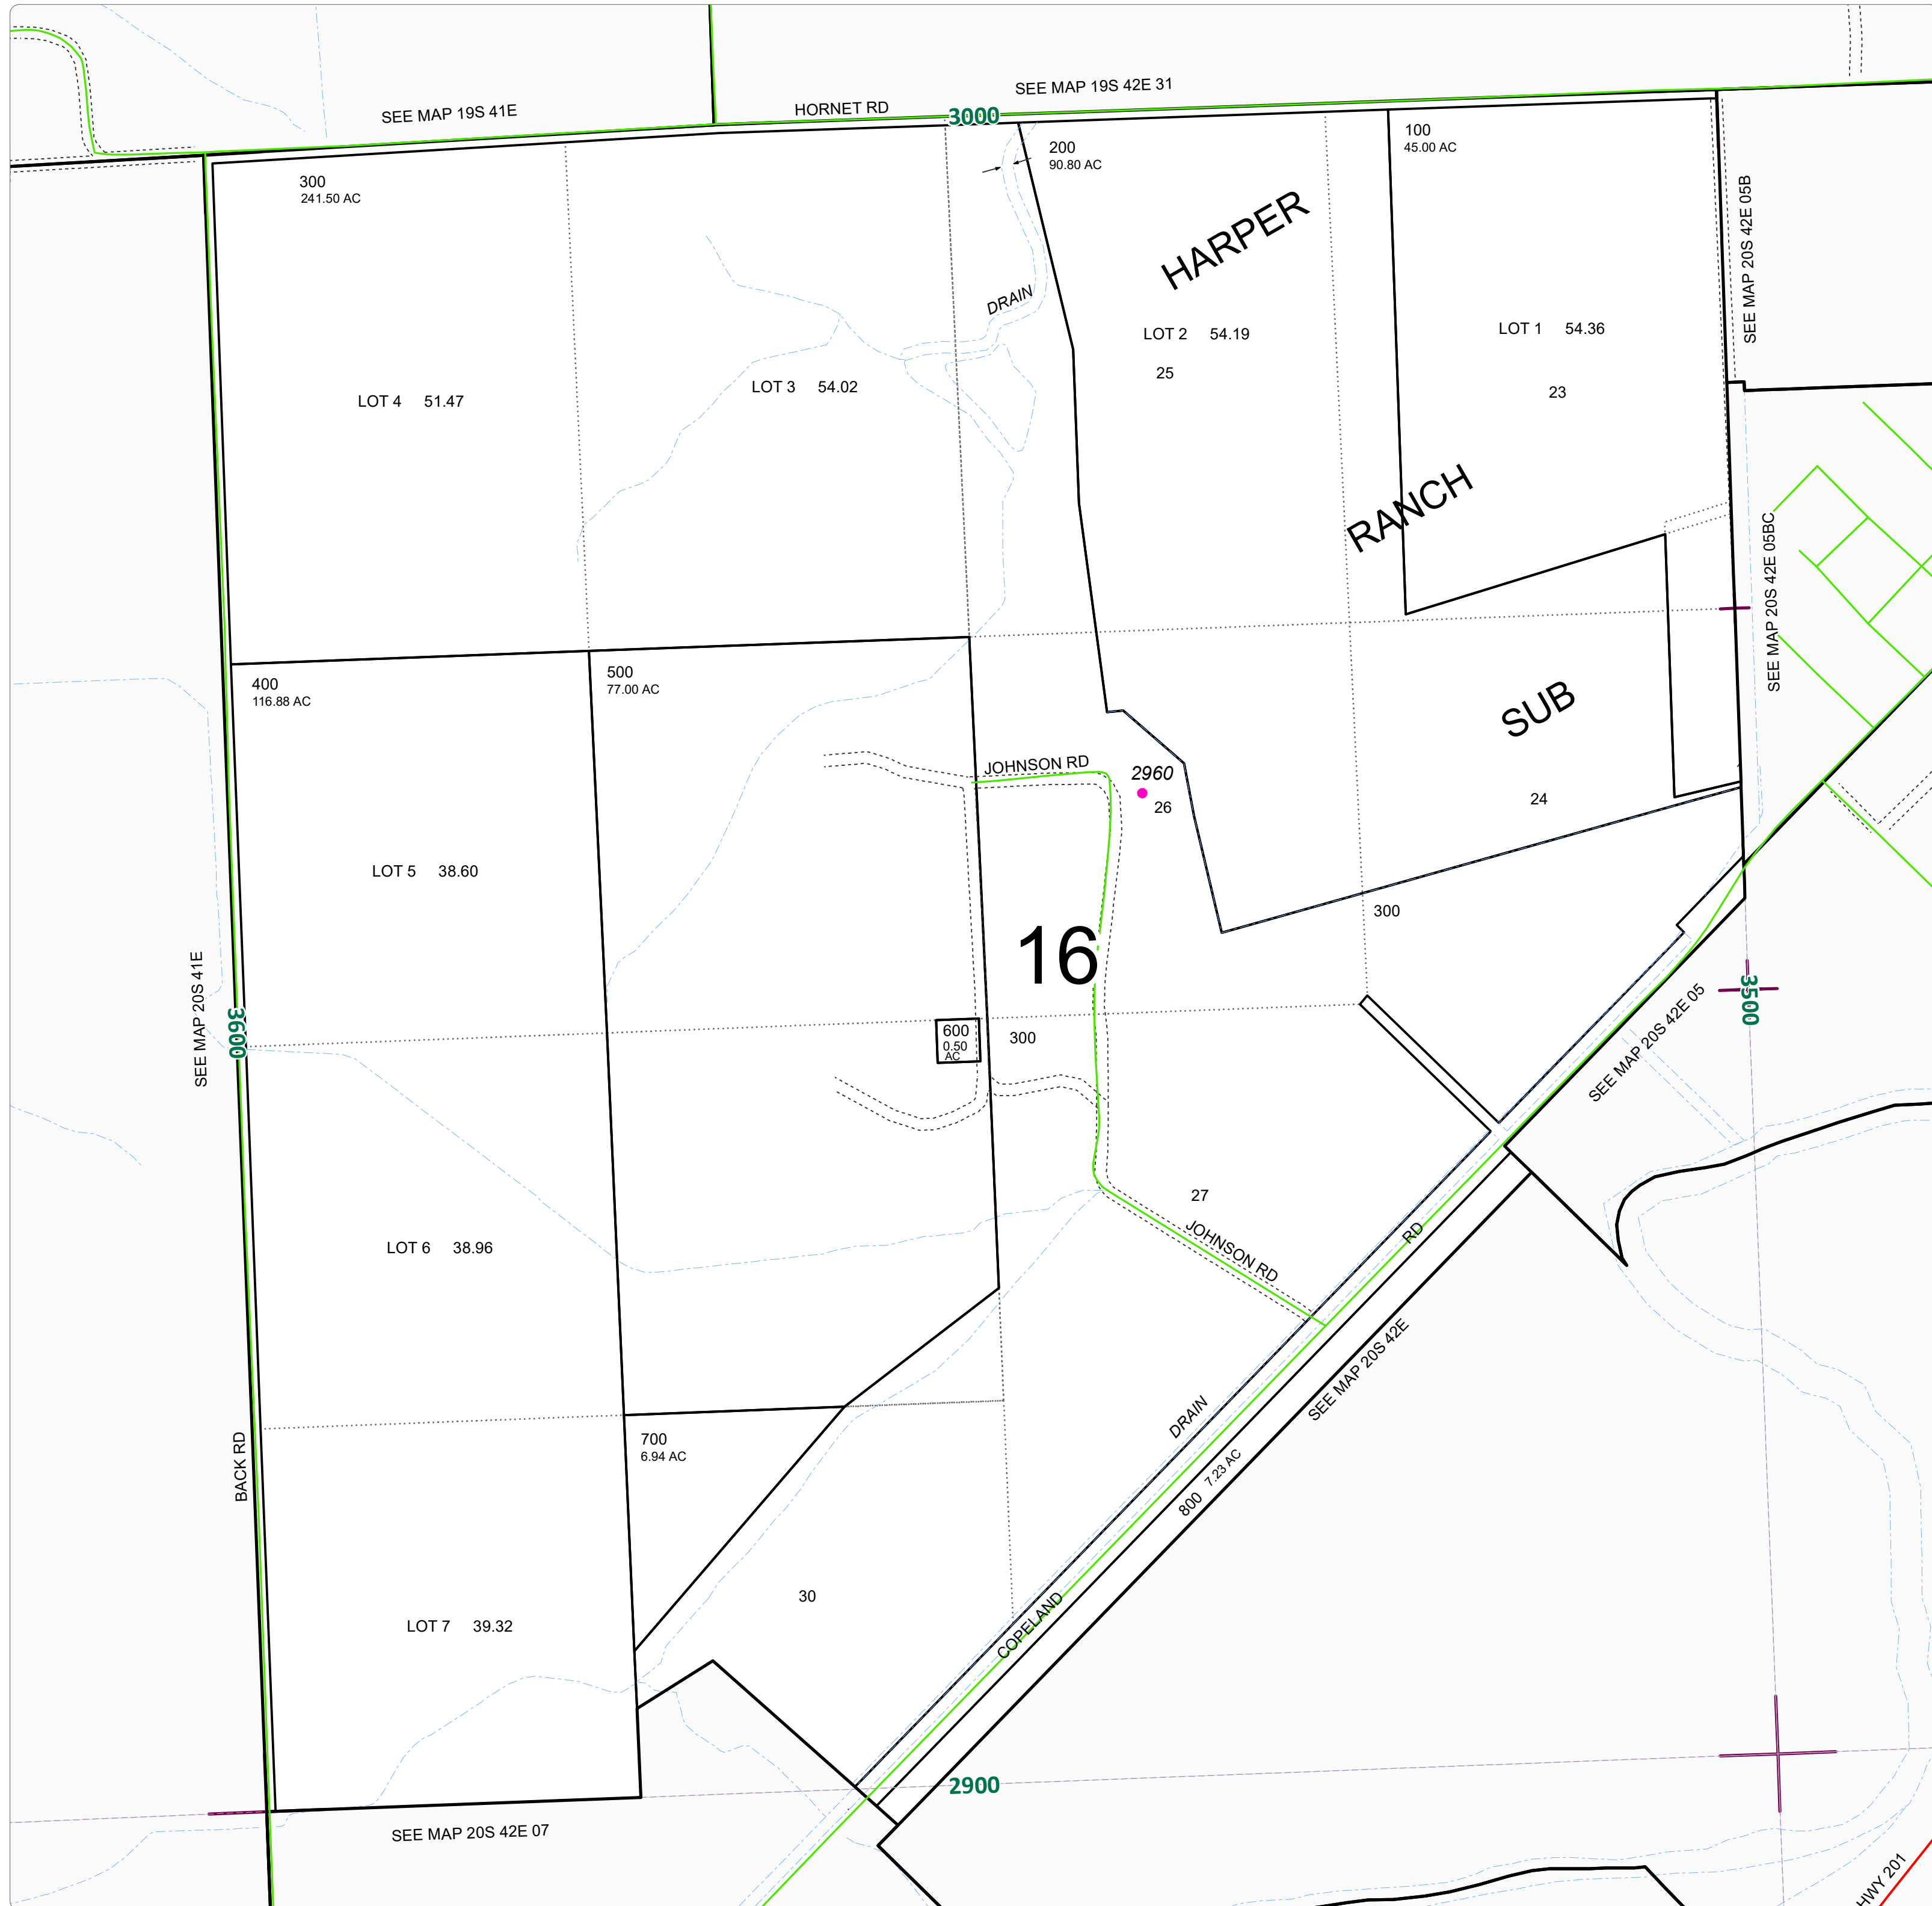 SEE MAP 19S 41E
HORNET RD
SEE MAP 19S 42E 31
3000
300
241.50 AC
200
90.80 AC
100
45.00 AC
HARPER
RANCH
SUB
DRAIN
SEE MAP 20S 42E 05B
LOT 4 51.47
LOT 3 54.02
LOT 2 54.19
25
LOT 1 54.36
23
SEE MAP 20S 42E 05BC
400
116.88 AC
500
77.00 AC
JOHNSON RD
2960
26
24
LOT 5 38.60
16
300
SEE MAP 20S 41E
3600
600
0.50
AC
300
3500
SEE MAP 20S 42E 05
27
JOHNSON RD
RD
LOT 6 38.96
SEE MAP 20S 42E
DRAIN
BACK RD
700
6.94 AC
800 7.23 AC
30
COPELAND
LOT 7 39.32
2900
SEE MAP 20S 42E 07
HWY 201